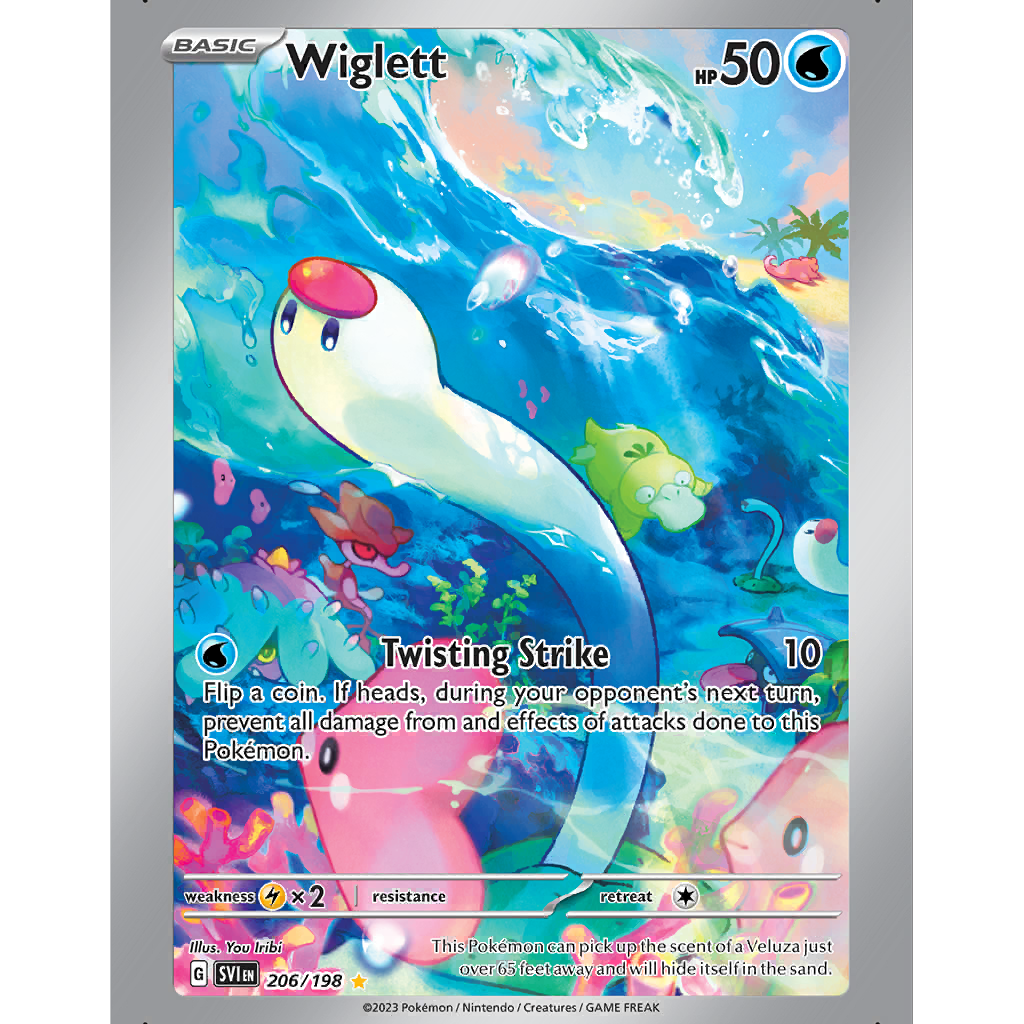 BASIC Wiglett HP 50
Twisting Strike 10
Flip a coin. If heads, during your opponent's next turn,
prevent all damage from and effects of attacks done to this
Pokémon.
weakness ×2 resistance retreat
Illus. You Iribi
This Pokémon can pick up the scent of a Veluza just
over 65 feet away and will hide itself in the sand.
G SVI EN 206/198
©2023 Pokémon / Nintendo / Creatures / GAME FREAK